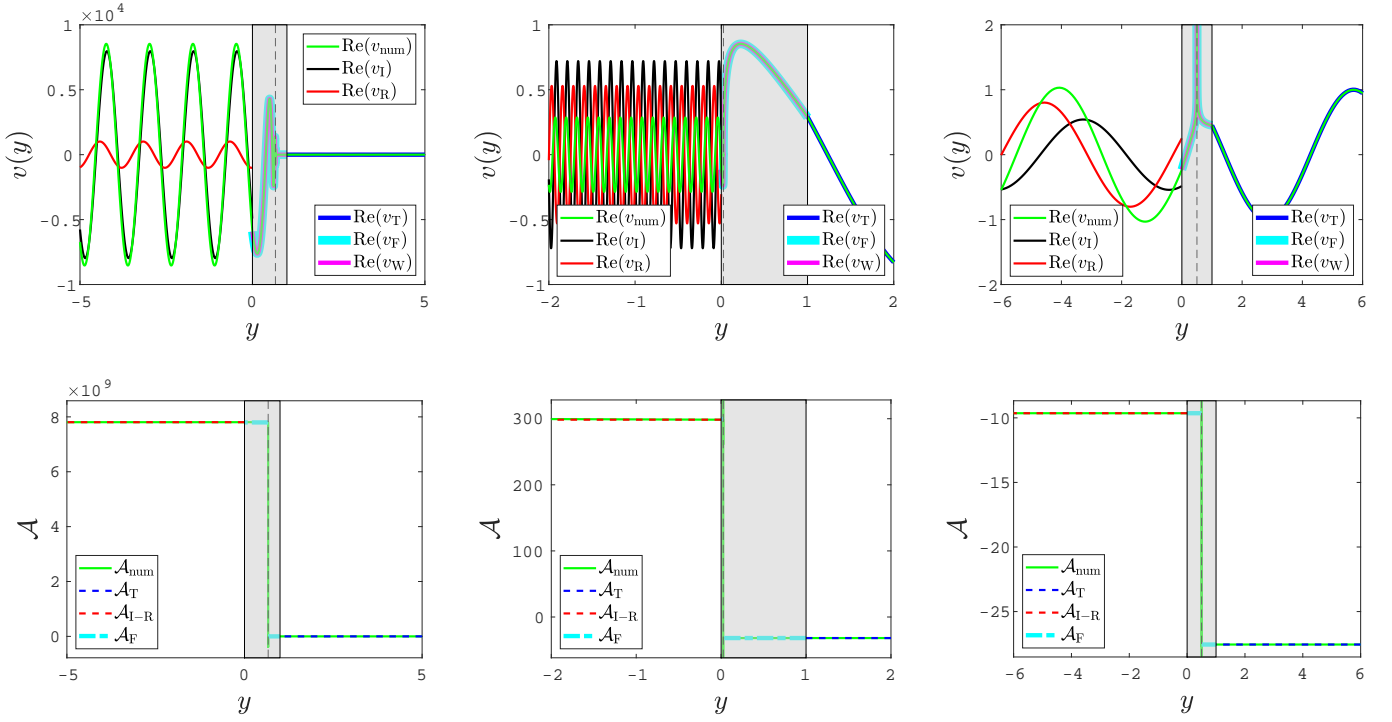 ×10⁴
1
0.5
0
-0.5
-1
v(y)
-5
0
5
y
Re(v_num)
Re(v_I)
Re(v_R)
Re(v_T)
Re(v_F)
Re(v_W)
1
0.5
0
-0.5
-1
v(y)
-2
-1
0
1
2
y
Re(v_num)
Re(v_I)
Re(v_R)
Re(v_T)
Re(v_F)
Re(v_W)
2
1
0
-1
-2
v(y)
-6
-4
-2
0
2
4
6
y
Re(v_num)
Re(v_I)
Re(v_R)
Re(v_T)
Re(v_F)
Re(v_W)
×10⁹
8
6
4
2
0
𝒜
-5
0
5
y
𝒜_num
𝒜_T
𝒜_I−R
𝒜_F
300
200
100
0
𝒜
-2
-1
0
1
2
y
𝒜_num
𝒜_T
𝒜_I−R
𝒜_F
-10
-15
-20
-25
𝒜
-6
-4
-2
0
2
4
6
y
𝒜_num
𝒜_T
𝒜_I−R
𝒜_F